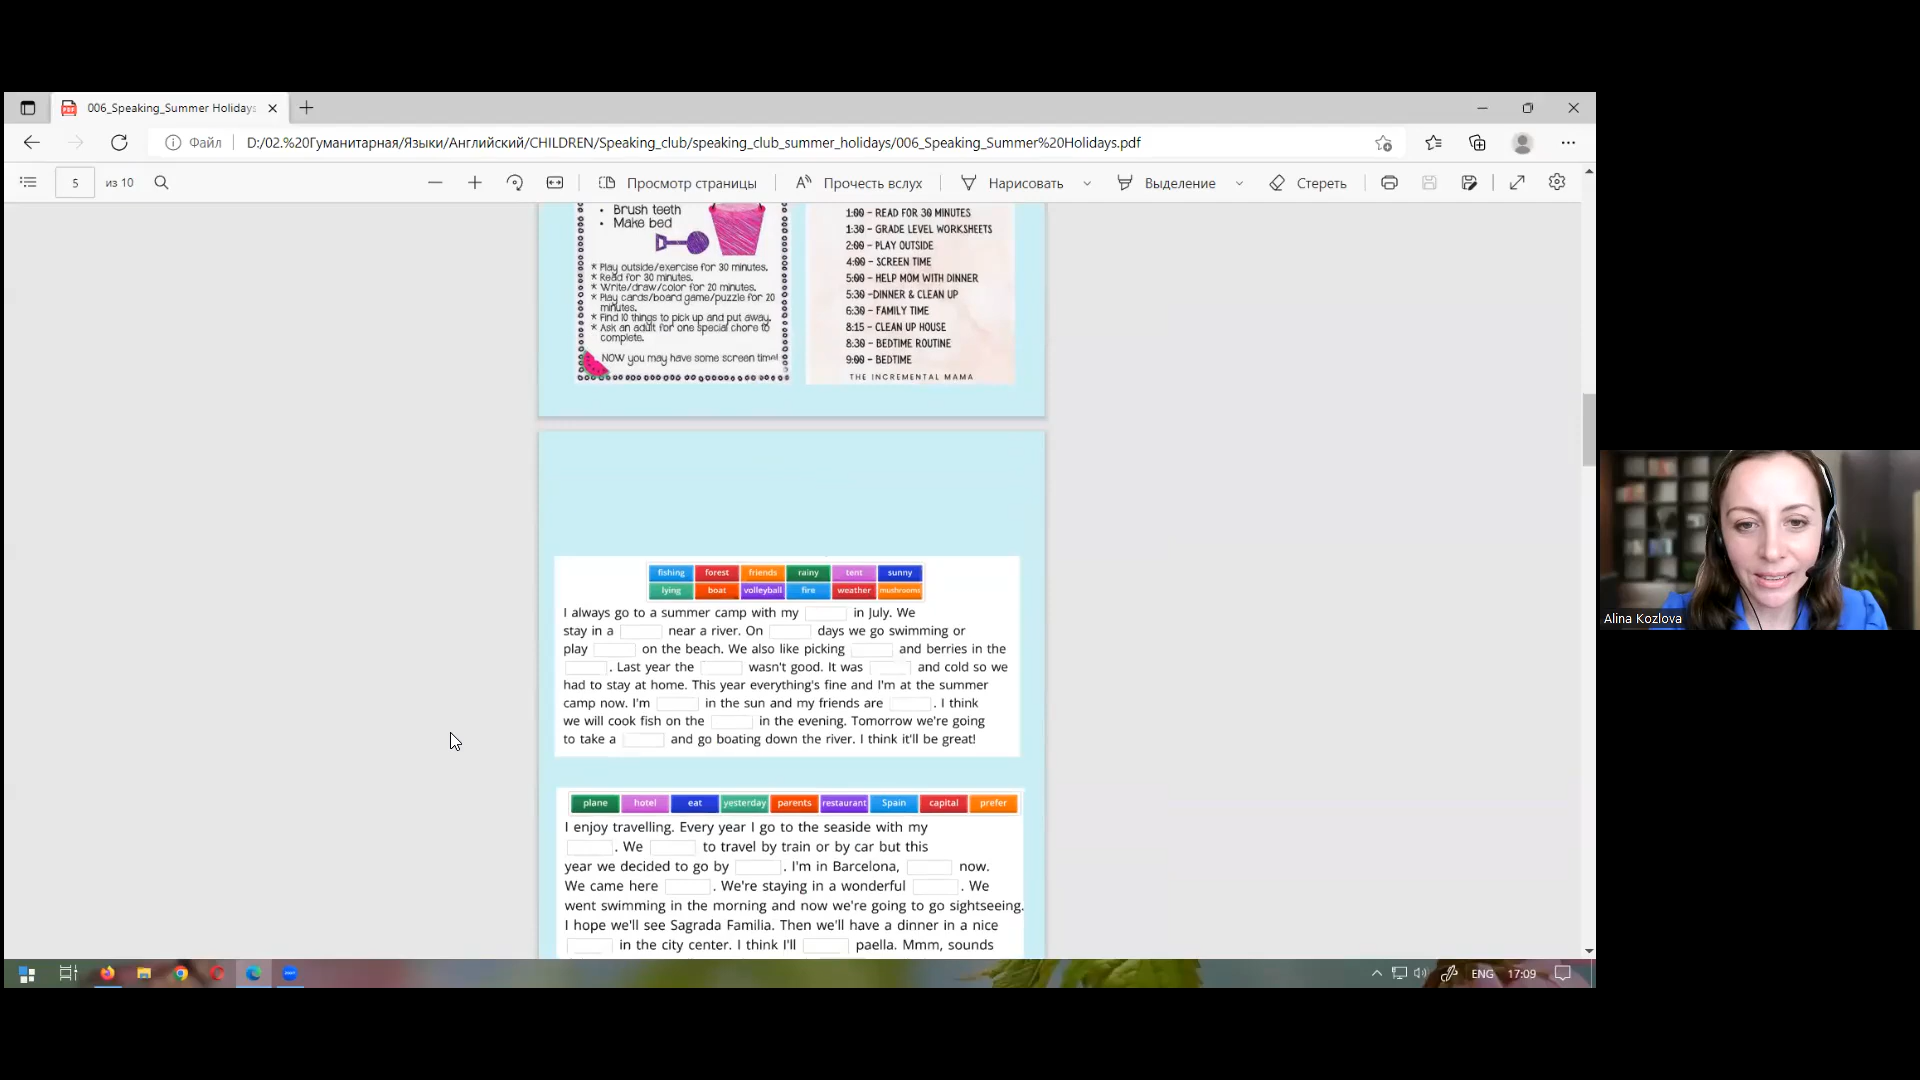 006_Speaking_Summer Holidays
Файл
D:/02.%20Гуманитарная/Языки/Английский/CHILDREN/Speaking_club/speaking_club_summer_holidays/006_Speaking_Summer%20Holidays.pdf
5 из 10
Просмотр страницы
Прочесть вслух
Нарисовать
Выделение
Стереть
• Brush teeth
• Make bed
* Play outside/exercise for 30 minutes.
* Read for 30 minutes.
* Write/draw/color for 20 minutes.
* Play cards/board game/puzzle for 20
minutes.
* Find 10 things to pick up and put away.
* Ask an adult for one special chore to
complete.
NOW you may have some screen time!
1:00 - READ FOR 30 MINUTES
1:30 - GRADE LEVEL WORKSHEETS
2:00 - PLAY OUTSIDE
4:00 - SCREEN TIME
5:00 - HELP MOM WITH DINNER
5:30 -DINNER & CLEAN UP
6:30 - FAMILY TIME
8:15 - CLEAN UP HOUSE
8:30 - BEDTIME ROUTINE
9:00 - BEDTIME
THE INCREMENTAL MAMA
fishing forest friends rainy tent sunny
lying boat volleyball fire weather mushrooms
I always go to a summer camp with my in July. We
stay in a near a river. On days we go swimming or
play on the beach. We also like picking and berries in the
. Last year the wasn't good. It was and cold so we
had to stay at home. This year everything's fine and I'm at the summer
camp now. I'm in the sun and my friends are . I think
we will cook fish on the in the evening. Tomorrow we're going
to take a and go boating down the river. I think it'll be great!
plane hotel eat yesterday parents restaurant Spain capital prefer
I enjoy travelling. Every year I go to the seaside with my
. We to travel by train or by car but this
year we decided to go by . I'm in Barcelona, now.
We came here . We're staying in a wonderful . We
went swimming in the morning and now we're going to go sightseeing.
I hope we'll see Sagrada Familia. Then we'll have a dinner in a nice
in the city center. I think I'll paella. Mmm, sounds
Alina Kozlova
ENG 17:09